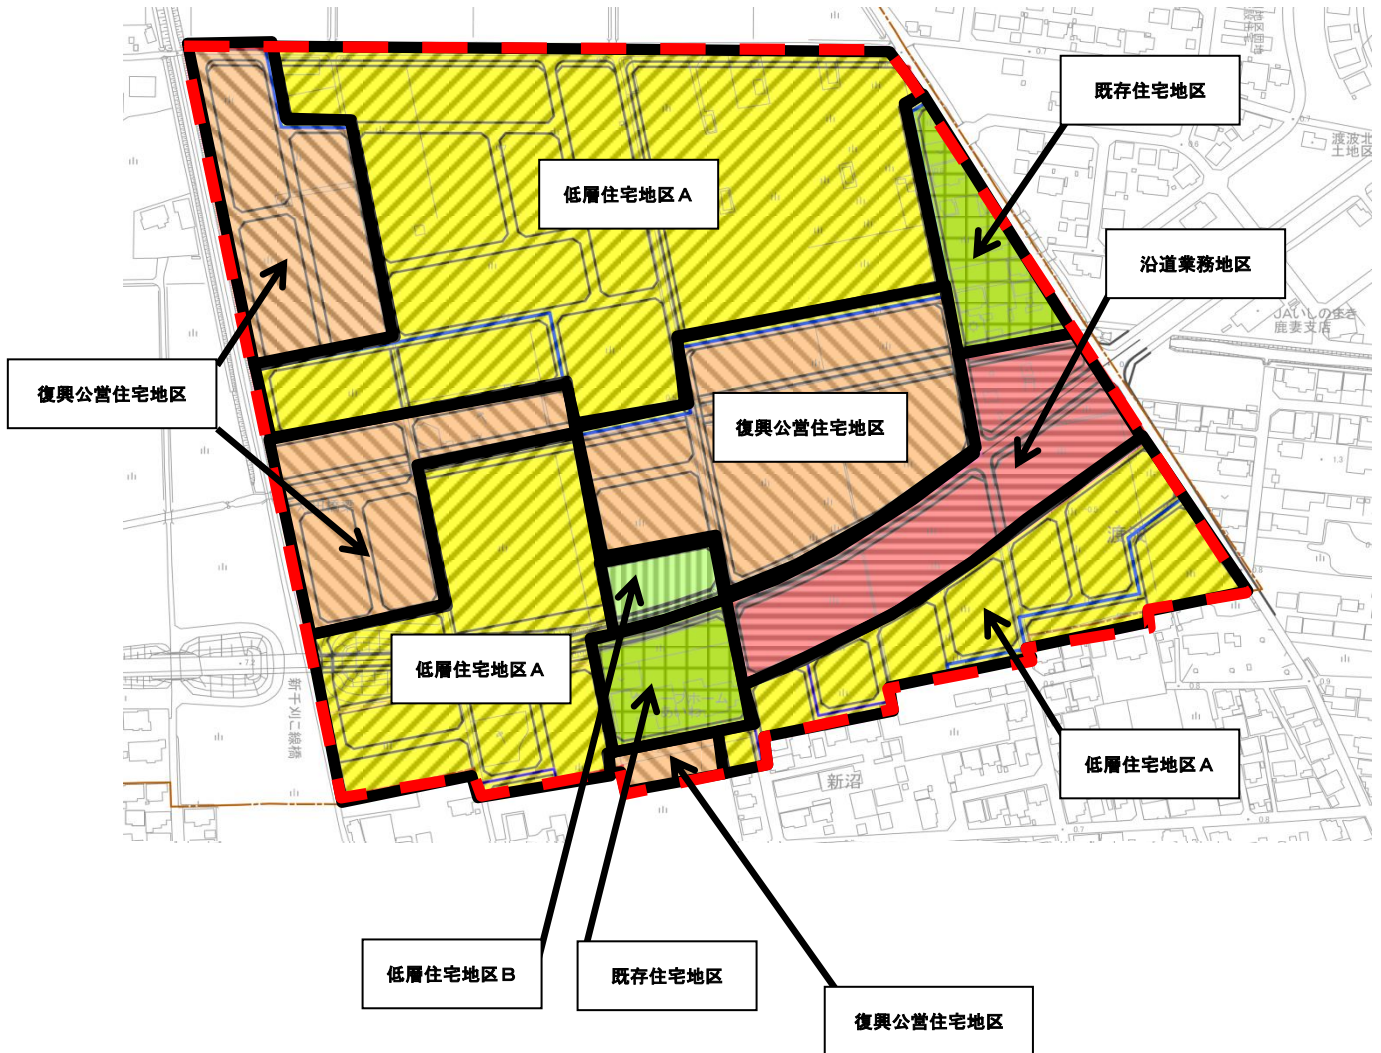 既存住宅地区
渡波北
土地区
低層住宅地区A
沿道業務地区
JAいしのまき
鹿妻支店
復興公営住宅地区
復興公営住宅地区
低層住宅地区A
新千刈二線橋
低層住宅地区A
新沼
低層住宅地区B
既存住宅地区
復興公営住宅地区